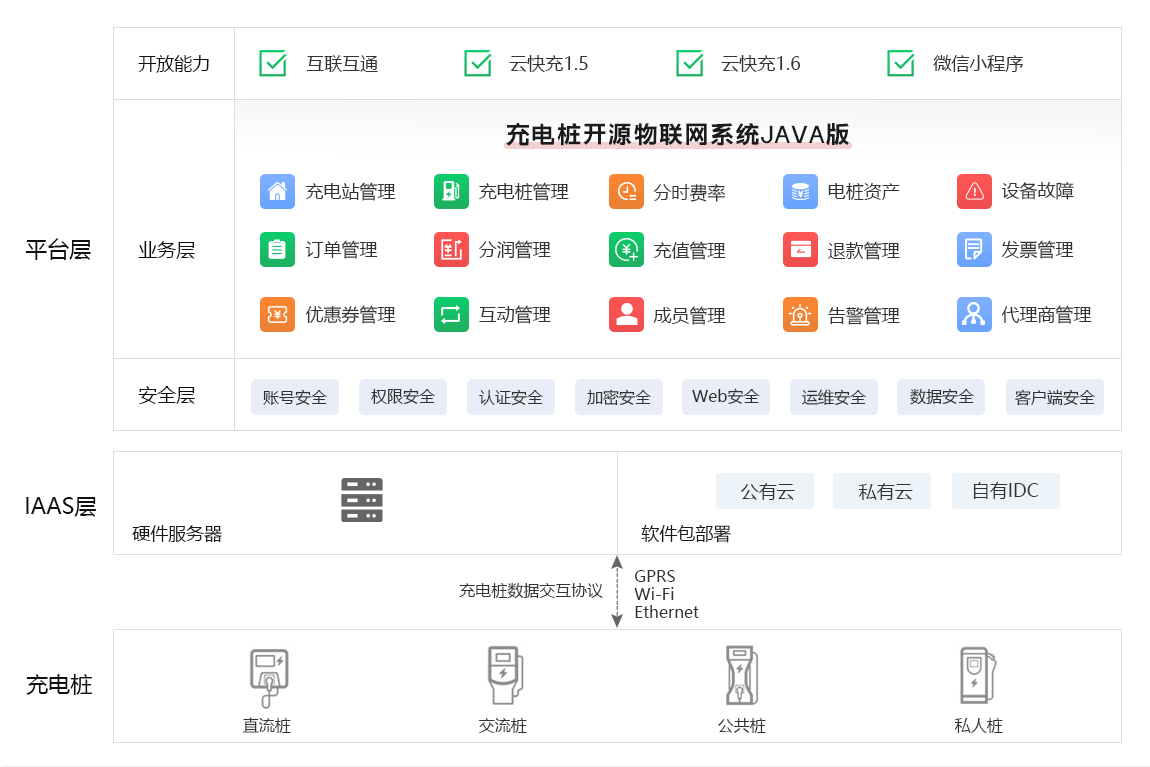 开放能力
互联互通
云快充1.5
云快充1.6
微信小程序
充电桩开源物联网系统JAVA版
平台层
业务层
充电站管理
充电桩管理
分时费率
电桩资产
设备故障
订单管理
分润管理
充值管理
退款管理
发票管理
优惠券管理
互动管理
成员管理
告警管理
代理商管理
安全层
账号安全
权限安全
认证安全
加密安全
Web安全
运维安全
数据安全
客户端安全
IAAS层
硬件服务器
公有云
私有云
自有IDC
软件包部署
充电桩数据交互协议
GPRS
Wi-Fi
Ethernet
充电桩
直流桩
交流桩
公共桩
私人桩